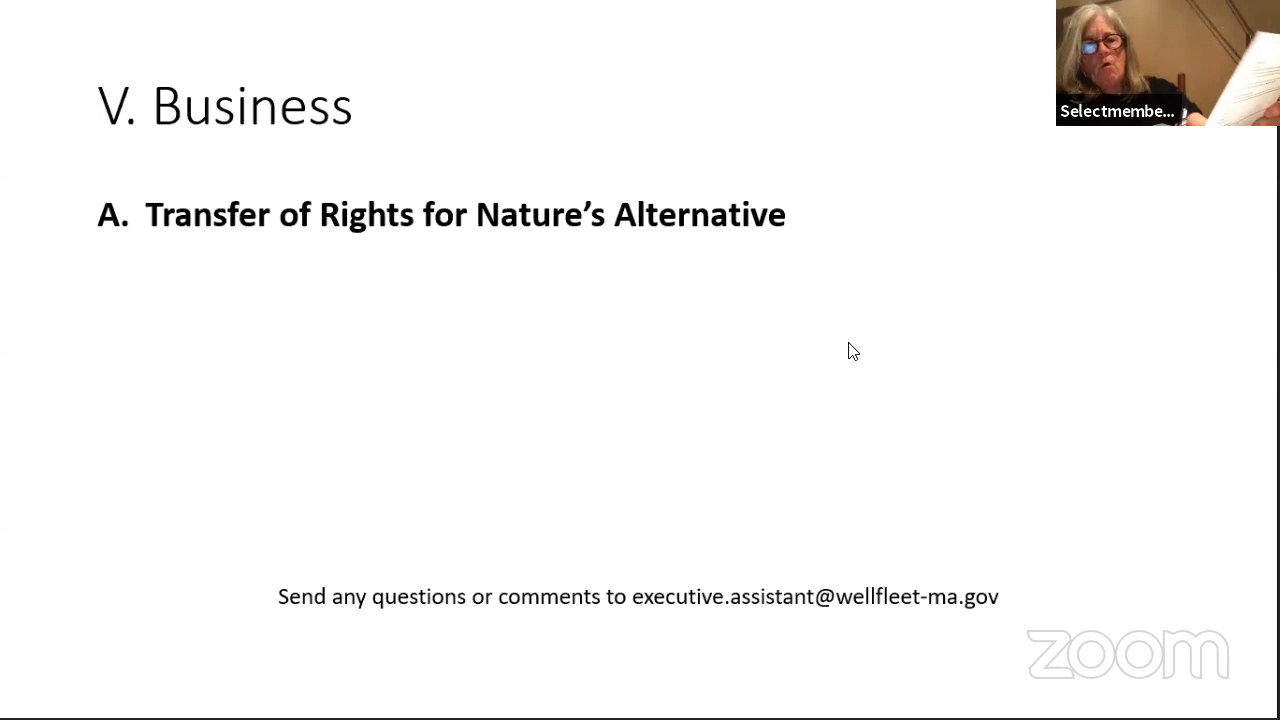 V. Business
Selectmembe...
A. Transfer of Rights for Nature’s Alternative
Send any questions or comments to executive.assistant@wellfleet-ma.gov
zoom